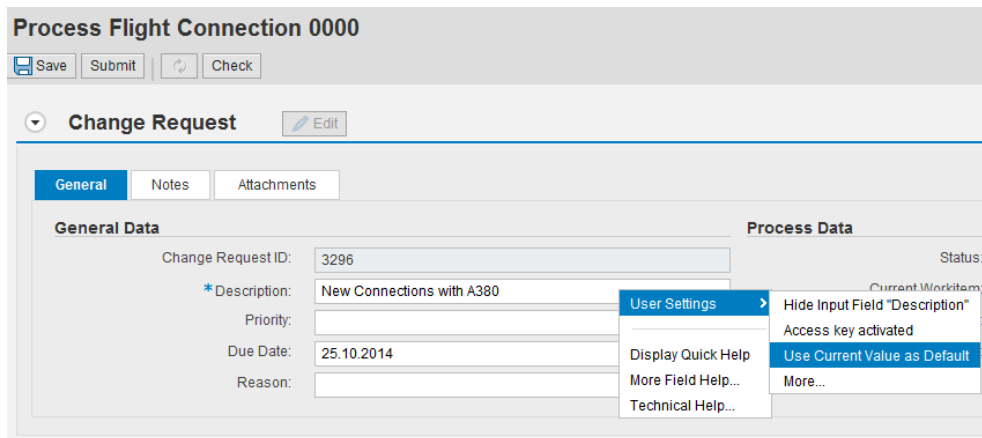 Process Flight Connection 0000
Save Submit Check
Change Request Edit
General Notes Attachments
General Data Process Data
Change Request ID: 3296 Status:
*Description: New Connections with A380 Current Workitem:
Priority:
Due Date: 25.10.2014
Reason:
User Settings
Display Quick Help
More Field Help...
Technical Help...
Hide Input Field "Description"
Access key activated
Use Current Value as Default
More...